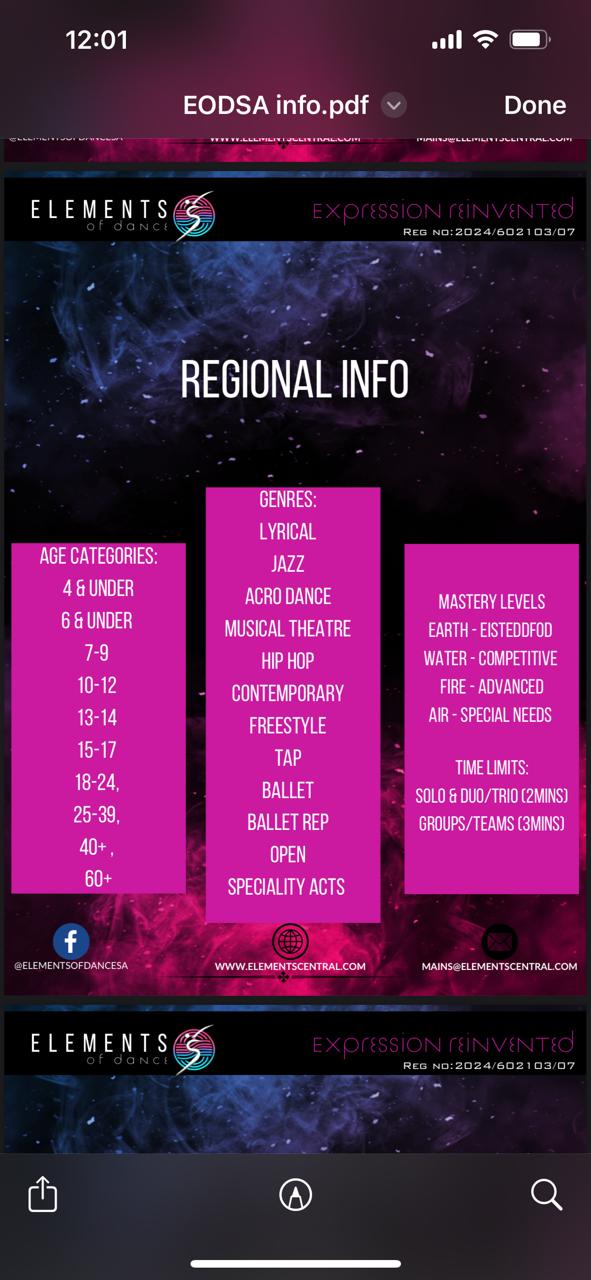 12:01
EODSA info.pdf
Done
@ELEMENTSOFDANCESA
WWW.ELEMENTSCENTRAL.COM
MAINS@ELEMENTSCENTRAL.COM
ELEMENTS
of dance
Expression reinvented
Reg no:2024/602103/07
REGIONAL INFO
AGE CATEGORIES:
4 & UNDER
6 & UNDER
7-9
10-12
13-14
15-17
18-24,
25-39,
40+ ,
60+
GENRES:
LYRICAL
JAZZ
ACRO DANCE
MUSICAL THEATRE
HIP HOP
CONTEMPORARY
FREESTYLE
TAP
BALLET
BALLET REP
OPEN
SPECIALITY ACTS
MASTERY LEVELS
EARTH - EISTEDDFOD
WATER - COMPETITIVE
FIRE - ADVANCED
AIR - SPECIAL NEEDS
TIME LIMITS:
SOLO & DUO/TRIO (2MINS)
GROUPS/TEAMS (3MINS)
@ELEMENTSOFDANCESA
WWW.ELEMENTSCENTRAL.COM
MAINS@ELEMENTSCENTRAL.COM
ELEMENTS
of dance
Expression reinvented
Reg no:2024/602103/07